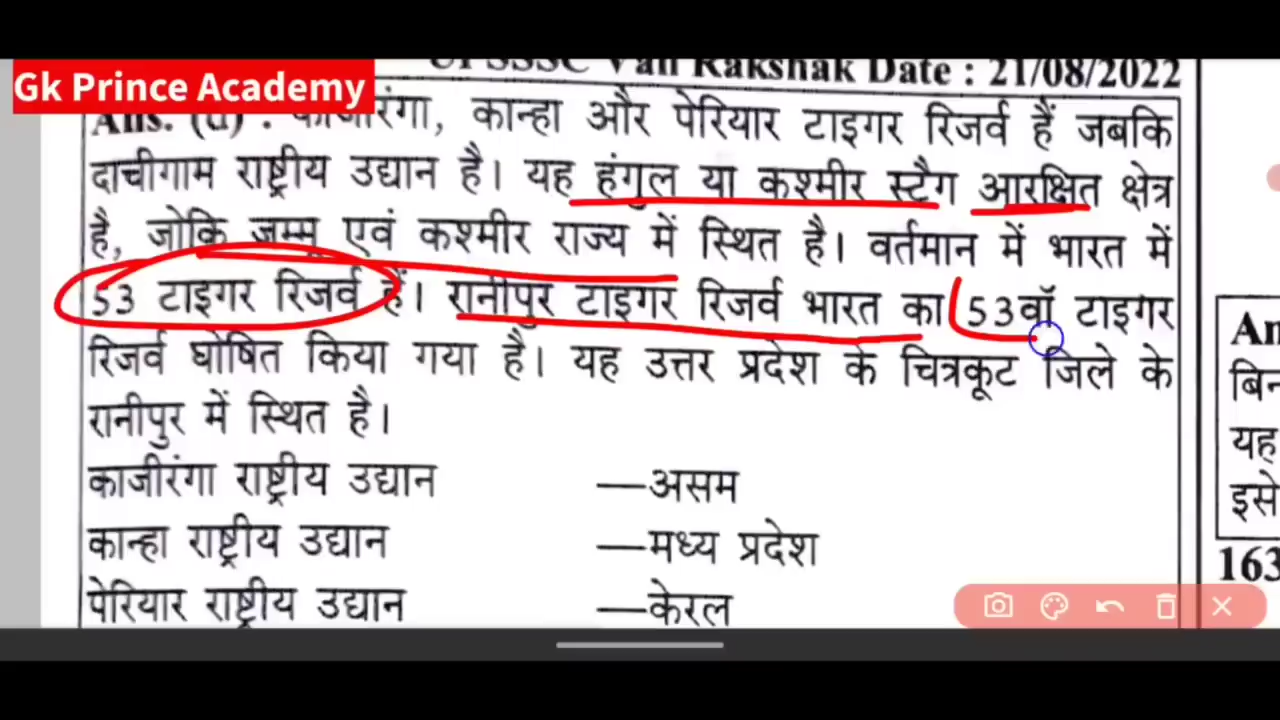 UPSSSC Van Rakshak Date : 21/08/2022
Gk Prince Academy
Ans. (d) : काजीरंगा, कान्हा और पेरियार टाइगर रिजर्व हैं जबकि
दाचीगाम राष्ट्रीय उद्यान है। यह हंगुल या कश्मीर स्टैग आरक्षित क्षेत्र
है, जोकि जम्मू एवं कश्मीर राज्य में स्थित है। वर्तमान में भारत में
53 टाइगर रिजर्व हैं। रानीपुर टाइगर रिजर्व भारत का 53वॉ टाइगर
रिजर्व घोषित किया गया है। यह उत्तर प्रदेश के चित्रकूट जिले के
रानीपुर में स्थित है।
काजीरंगा राष्ट्रीय उद्यान —असम
कान्हा राष्ट्रीय उद्यान —मध्य प्रदेश
पेरियार राष्ट्रीय उद्यान —केरल
An
बिन
यह
इसे
163